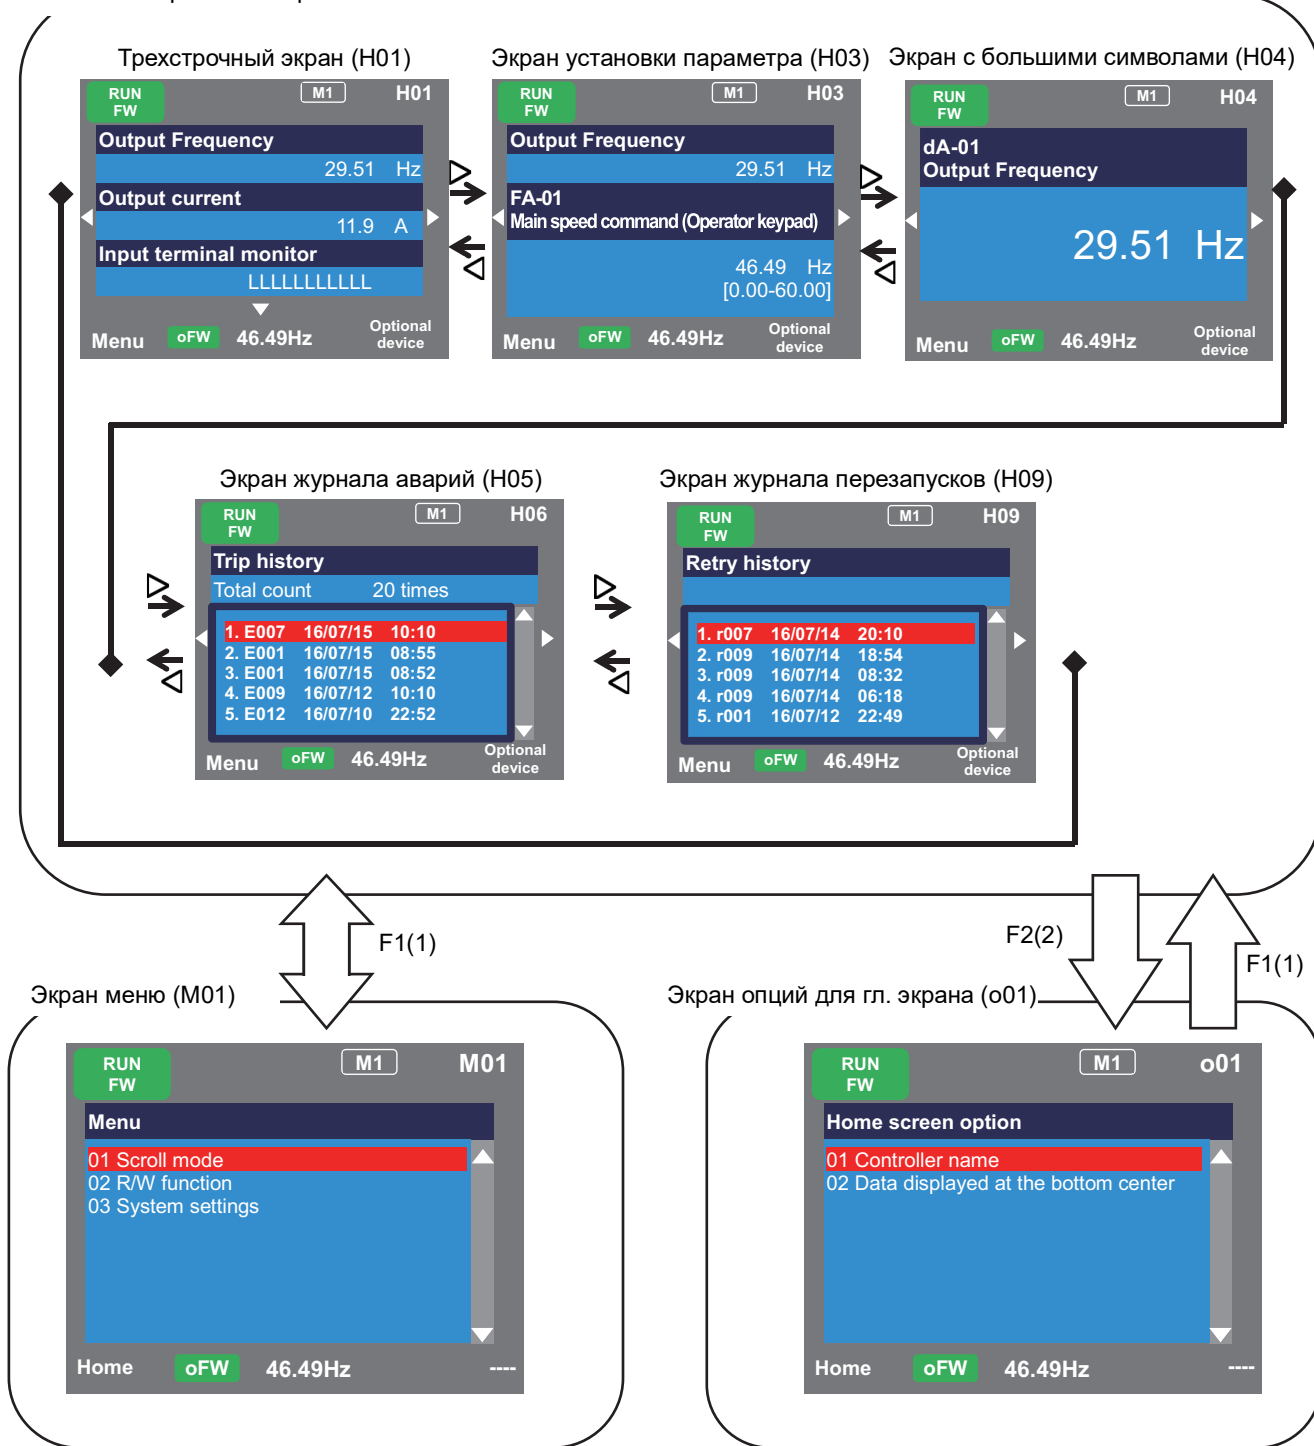 Трехстрочный экран (H01)
RUN
FW
M1
H01
Output Frequency
29.51 Hz
Output current
11.9 A
Input terminal monitor
LLLLLLLLLLL
Menu
oFW
46.49Hz
Optional
device
Экран установки параметра (H03)
RUN
FW
M1
H03
Output Frequency
29.51 Hz
FA-01
Main speed command (Operator keypad)
46.49 Hz
[0.00-60.00]
Menu
oFW
46.49Hz
Optional
device
Экран с большими символами (H04)
RUN
FW
M1
H04
dA-01
Output Frequency
29.51 Hz
Menu
oFW
46.49Hz
Optional
device
Экран журнала аварий (H05)
RUN
FW
M1
H06
Trip history
Total count 20 times
1. E007 16/07/15 10:10
2. E001 16/07/15 08:55
3. E001 16/07/15 08:52
4. E009 16/07/12 10:10
5. E012 16/07/10 22:52
Menu
oFW
46.49Hz
Optional
device
Экран журнала перезапусков (H09)
RUN
FW
M1
H09
Retry history
1. r007 16/07/14 20:10
2. r009 16/07/14 18:54
3. r009 16/07/14 08:32
4. r009 16/07/14 06:18
5. r001 16/07/12 22:49
Menu
oFW
46.49Hz
Optional
device
F1(1)
F2(2)
F1(1)
Экран меню (M01)
RUN
FW
M1
M01
Menu
01 Scroll mode
02 R/W function
03 System settings
Home
oFW
46.49Hz
----
Экран опций для гл. экрана (o01)
RUN
FW
M1
o01
Home screen option
01 Controller name
02 Data displayed at the bottom center
Home
oFW
46.49Hz
----